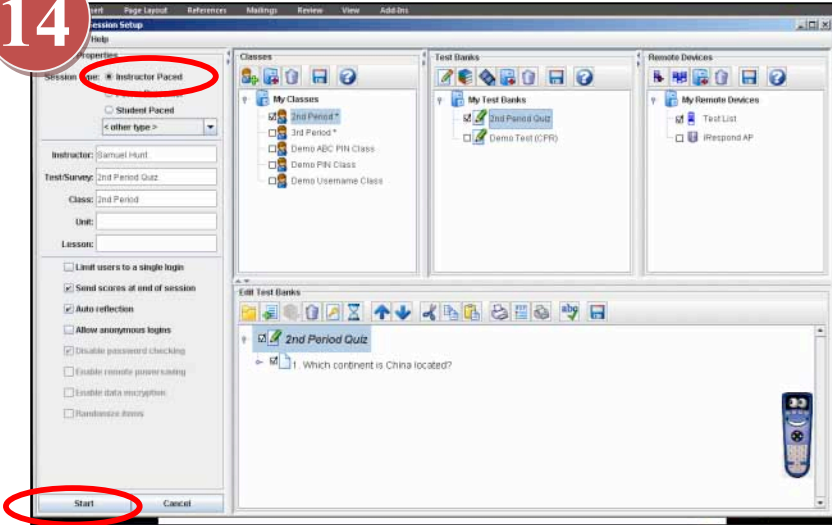 14
Page Layout References Mailings Review View Add-Ins
Session Setup
Help
Properties
Session Type: Instructor Paced
Student Paced
< other type >
Instructor: Samuel Hunt
Test/Survey: 2nd Period Quiz
Class: 2nd Period
Unit:
Lesson:
Limit users to a single login
Send scores at end of session
Auto reflection
Allow anonymous logins
Disable password checking
Enable remote power saving
Enable data encryption
Randomize items
Start Cancel
Classes
My Classes
2nd Period *
3rd Period *
Demo ABC PIN Class
Demo PIN Class
Demo Username Class
Test Banks
My Test Banks
2nd Period Quiz
Demo Test (CPR)
Remote Devices
My Remote Devices
Test List
iRespond AP
Edit Test Banks
abc
2nd Period Quiz
1. Which continent is China located?